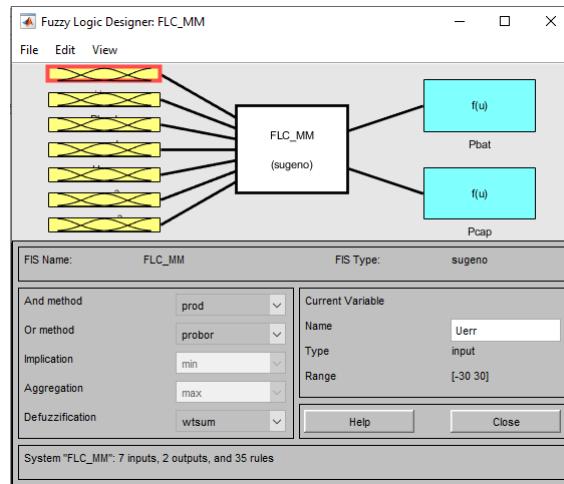 Fuzzy Logic Designer: FLC_MM
File Edit View
FLC_MM
(sugeno)
f(u)
Pbat
f(u)
Pcap
FIS Name: FLC_MM FIS Type: sugeno
And method prod
Or method probor
Implication min
Aggregation max
Defuzzification wtsum
Current Variable
Name Uerr
Type input
Range [-30 30]
Help Close
System "FLC_MM": 7 inputs, 2 outputs, and 35 rules